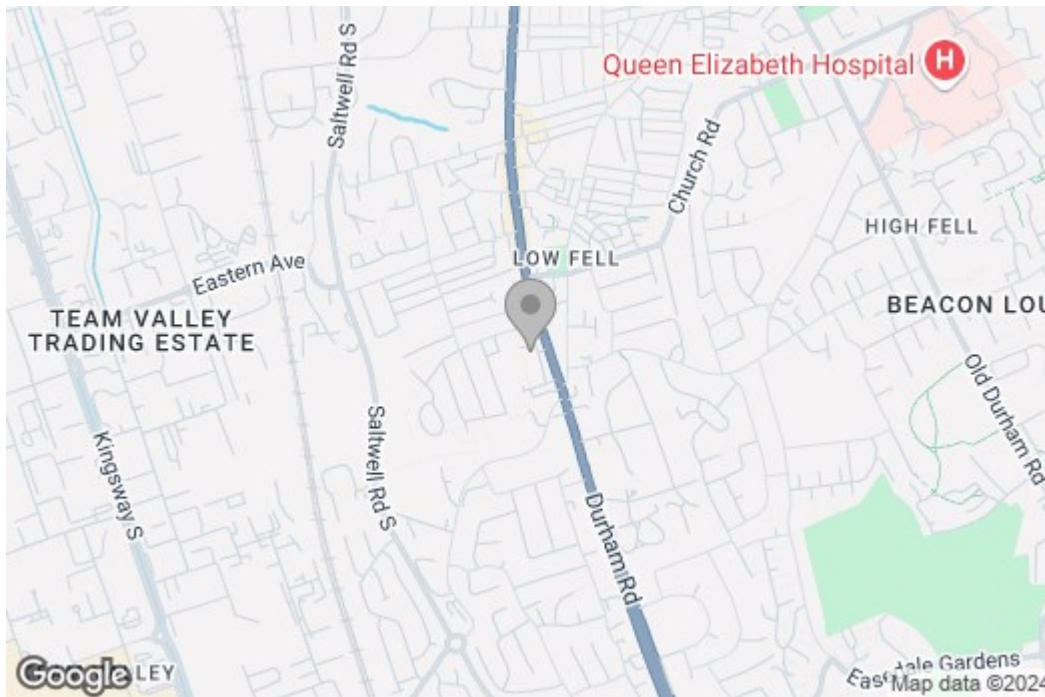 Saltwell Rd S
Queen Elizabeth Hospital
H
Church Rd
HIGH FELL
LOW FELL
Eastern Ave
TEAM VALLEY
TRADING ESTATE
BEACON LOU
Old Durham Rd
Saltwell Rd S
Kingsway S
Durham Rd
Google
LEY
Eas dale Gardens
Map data ©2024